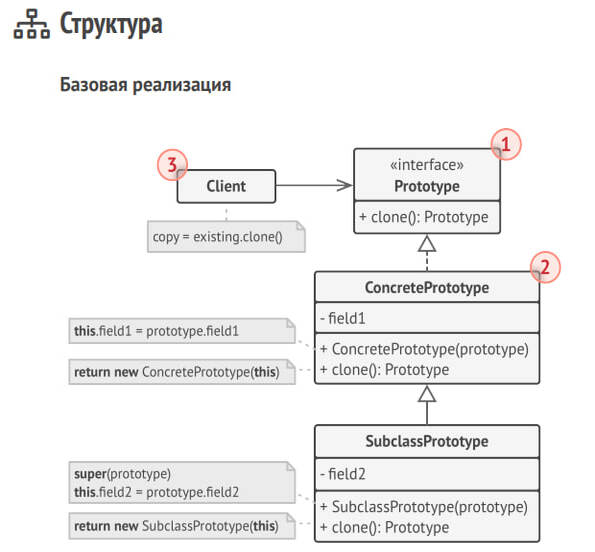 Структура
Базовая реализация
1
«interface»
Prototype
+ clone(): Prototype
3
Client
copy = existing.clone()
2
ConcretePrototype
- field1
+ ConcretePrototype(prototype)
+ clone(): Prototype
this.field1 = prototype.field1
return new ConcretePrototype(this)
SubclassPrototype
- field2
+ SubclassPrototype(prototype)
+ clone(): Prototype
super(prototype)
this.field2 = prototype.field2
return new SubclassPrototype(this)